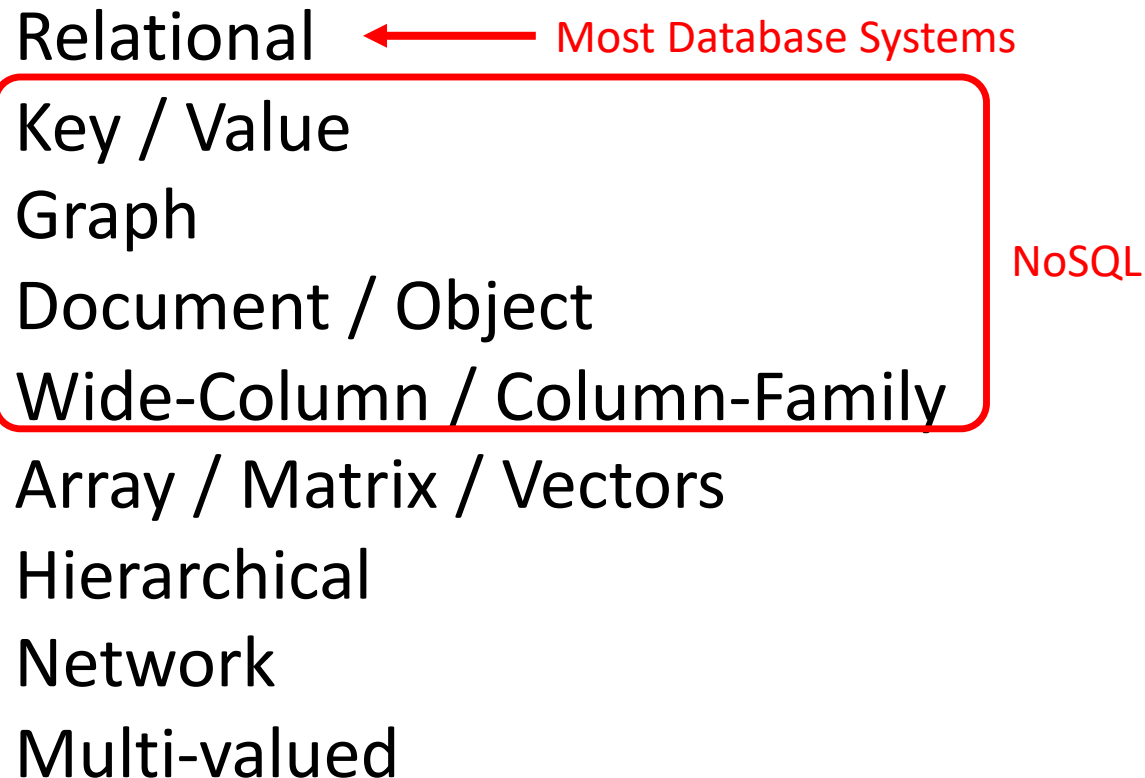 Relational
Most Database Systems
Key / Value
Graph
NoSQL
Document / Object
Wide-Column / Column-Family
Array / Matrix / Vectors
Hierarchical
Network
Multi-valued